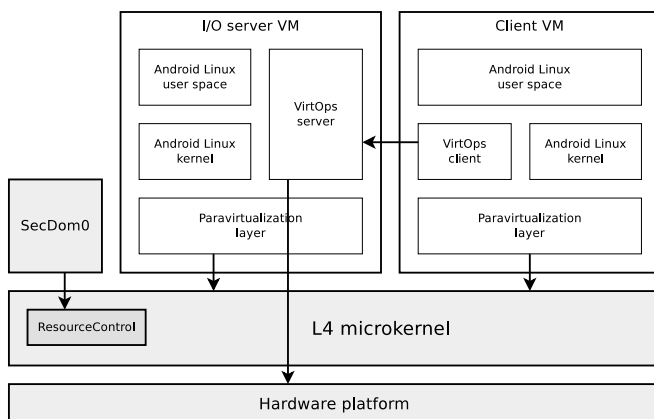 I/O server VM
Client VM
Android Linux
user space
VirtOps
server
Android Linux
user space
Android Linux
kernel
VirtOps
client
Android Linux
kernel
SecDom0
Paravirtualization
layer
Paravirtualization
layer
ResourceControl
L4 microkernel
Hardware platform